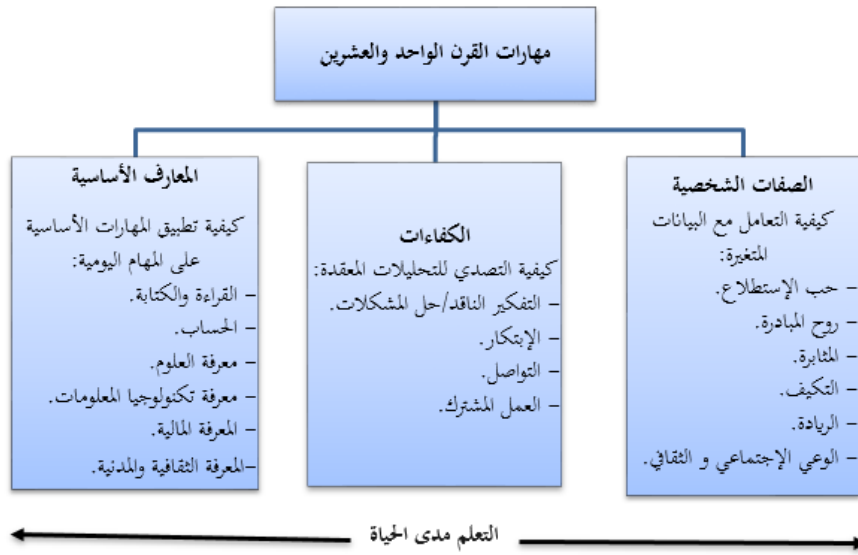 مهارات القرن الواحد والعشرين
الصفات الشخصية
كيفية التعامل مع البيانات
المتغيرة:
– حب الإستطلاع.
– روح المبادرة.
– المثابرة.
– التكيف.
– الريادة.
– الوعي الإجتماعي و الثقافي.
الكفاءات
كيفية التصدي للتحليلات المعقدة:
– التفكير الناقد/حل المشكلات.
– الإبتكار.
– التواصل.
– العمل المشترك.
المعارف الأساسية
كيفية تطبيق المهارات الأساسية
على المهام اليومية:
– القراءة والكتابة.
– الحساب.
– معرفة العلوم.
– معرفة تكنولوجيا المعلومات.
– المعرفة المالية.
–المعرفة الثقافية والمدنية.
التعلم مدى الحياة